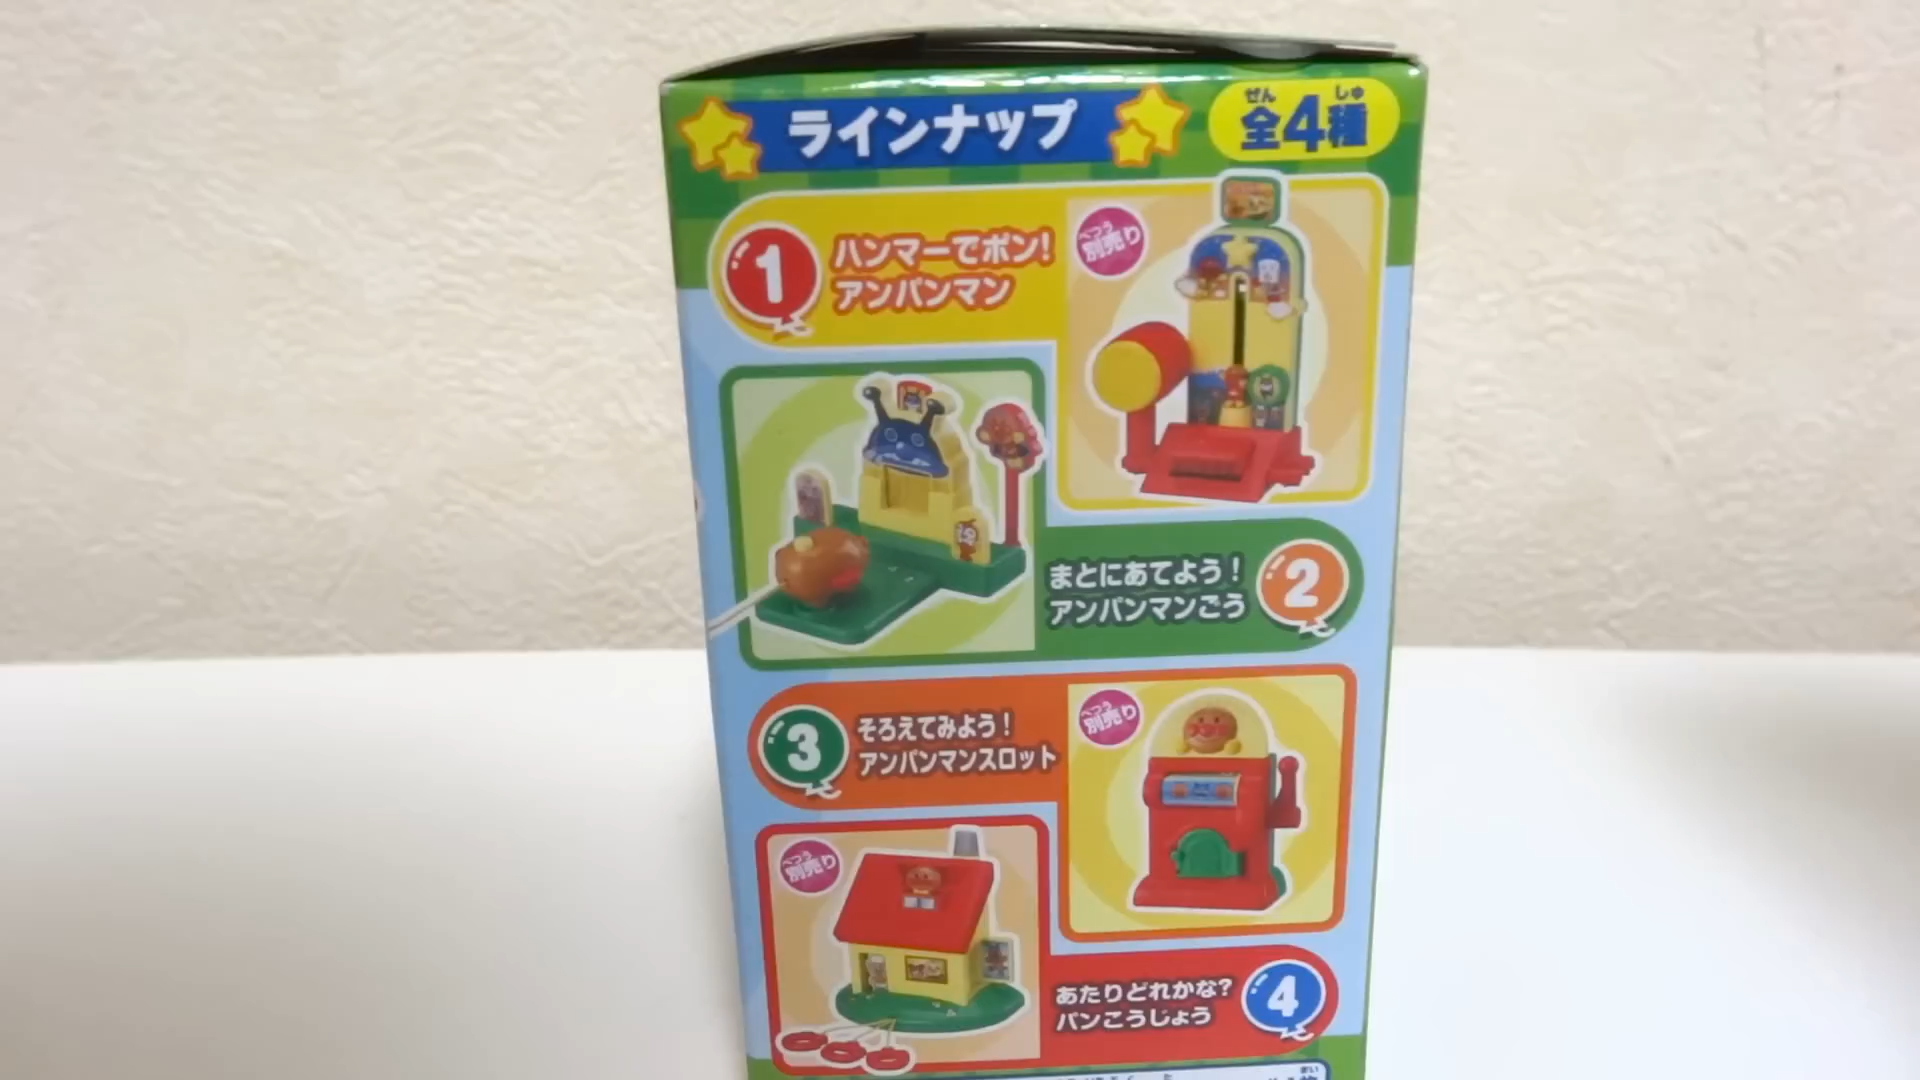 ラインナップ
ぜん しゅ
全4種
1
ハンマーでポン!
アンパンマン
べつう
別売り
まとにあてよう!
アンパンマンごう
2
3
そろえてみよう!
アンパンマンスロット
べつう
別売り
べつう
別売り
あたりどれかな?
パンこうじょう
4